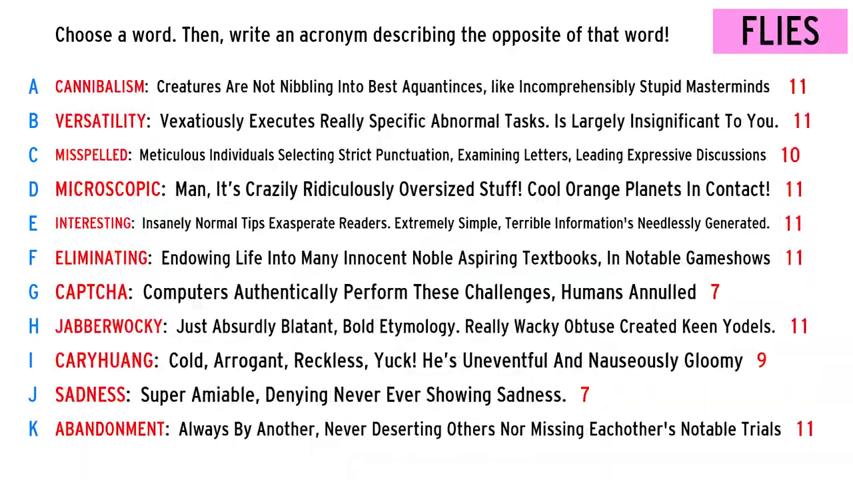 Choose a word. Then, write an acronym describing the opposite of that word!
FLIES
A CANNIBALISM: Creatures Are Not Nibbling Into Best Aquantinces, like Incomprehensibly Stupid Masterminds 11
B VERSATILITY: Vexatiously Executes Really Specific Abnormal Tasks. Is Largely Insignificant To You. 11
C MISSPELLED: Meticulous Individuals Selecting Strict Punctuation, Examining Letters, Leading Expressive Discussions 10
D MICROSCOPIC: Man, It's Crazily Ridiculously Oversized Stuff! Cool Orange Planets In Contact! 11
E INTERESTING: Insanely Normal Tips Exasperate Readers. Extremely Simple, Terrible Information's Needlessly Generated. 11
F ELIMINATING: Endowing Life Into Many Innocent Noble Aspiring Textbooks, In Notable Gameshows 11
G CAPTCHA: Computers Authentically Perform These Challenges, Humans Annulled 7
H JABBERWOCKY: Just Absurdly Blatant, Bold Etymology. Really Wacky Obtuse Created Keen Yodels. 11
I CARYHUANG: Cold, Arrogant, Reckless, Yuck! He's Uneventful And Nauseously Gloomy 9
J SADNESS: Super Amiable, Denying Never Ever Showing Sadness. 7
K ABANDONMENT: Always By Another, Never Deserting Others Nor Missing Eachother's Notable Trials 11